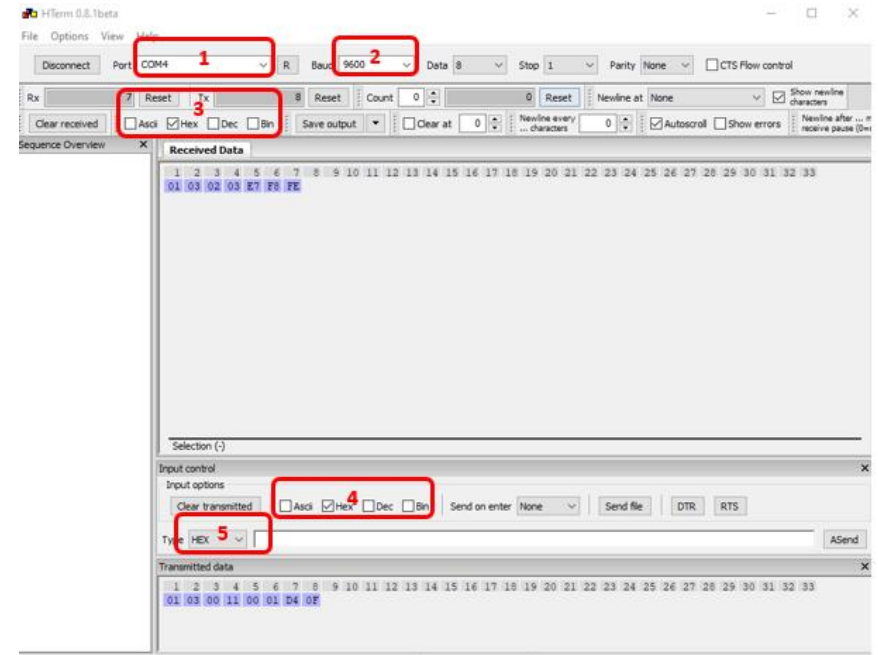 HTerm 0.8.1beta
File Options View Help
Disconnect Port COM4 1 R Baud 9600 2 Data 8 Stop 1 Parity None CTS Flow control
Rx 7 Reset Tx 8 Reset Count 0 0 Reset Newline at None Show newline characters
3
Clear received Ascii Hex Dec Bin Save output Clear at 0 Newline every ... characters 0 Autoscroll Show errors Newline after ... receive pause
Sequence Overview X Received Data
1 2 3 4 5 6 7 8 9 10 11 12 13 14 15 16 17 18 19 20 21 22 23 24 25 26 27 28 29 30 31 32 33
01 03 02 03 E7 F8 FE
Selection (-)
Input control X
Input options
Clear transmitted Ascii Hex 4 Dec Bin Send on enter None Send file DTR RTS
Type HEX 5 ASend
Transmitted data X
1 2 3 4 5 6 7 8 9 10 11 12 13 14 15 16 17 18 19 20 21 22 23 24 25 26 27 28 29 30 31 32 33
01 03 00 11 00 01 D4 0F